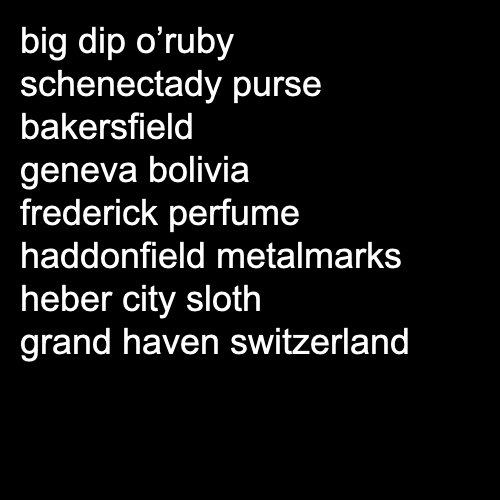 big dip o’ruby
schenectady purse
bakersfield
geneva bolivia
frederick perfume
haddonfield metalmarks
heber city sloth
grand haven switzerland